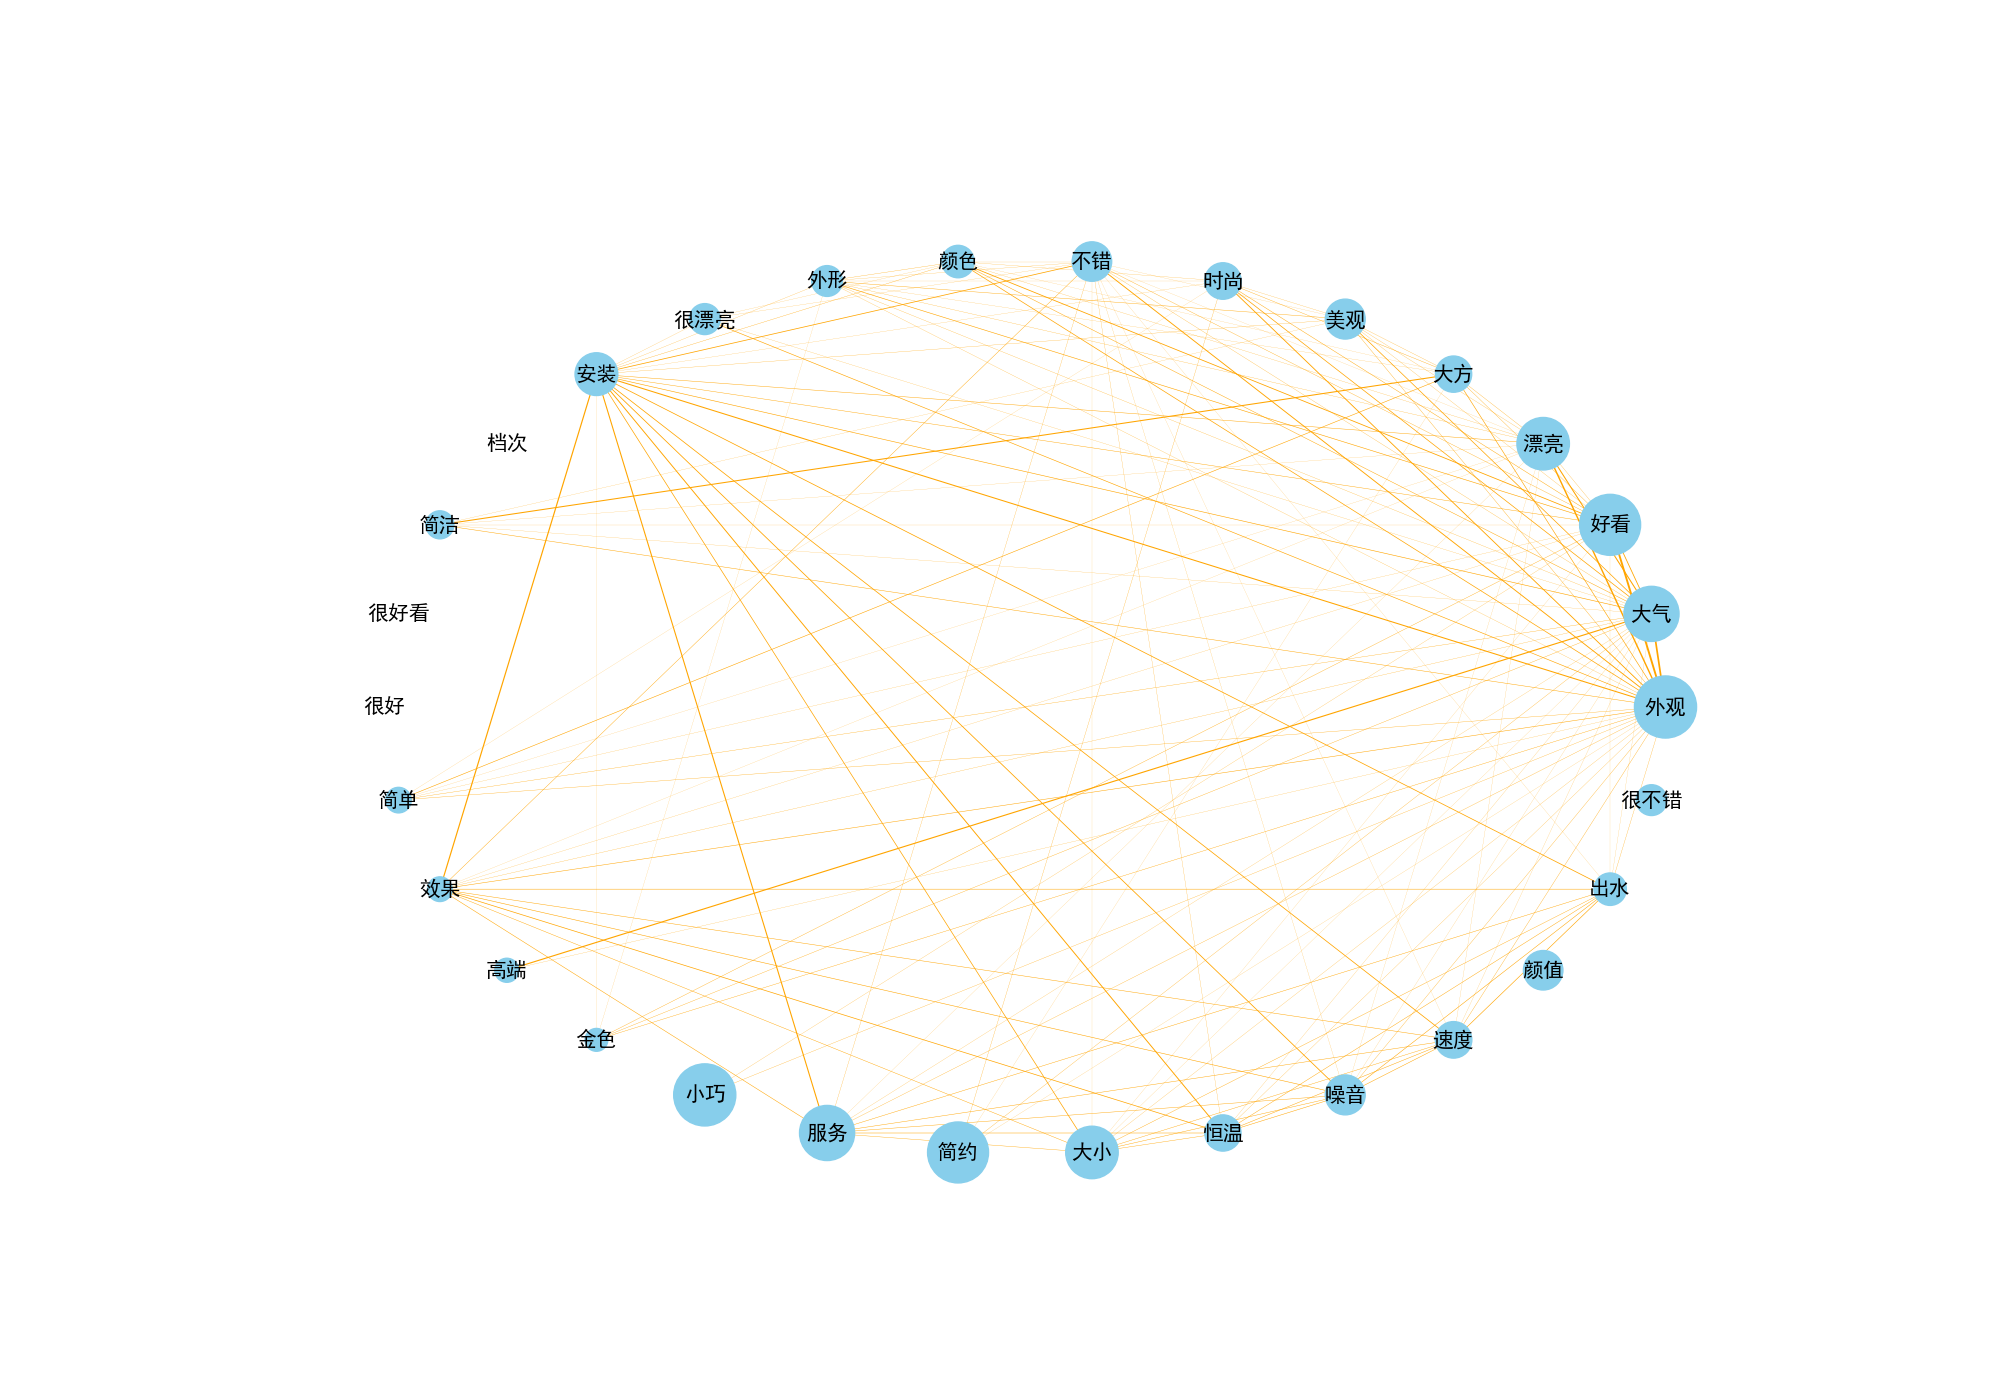 颜色
不错
外形
时尚
很漂亮
美观
安装
大方
档次
漂亮
简洁
好看
很好看
大气
很好
外观
简单
很不错
效果
出水
高端
颜值
金色
速度
小巧
噪音
服务
恒温
简约
大小